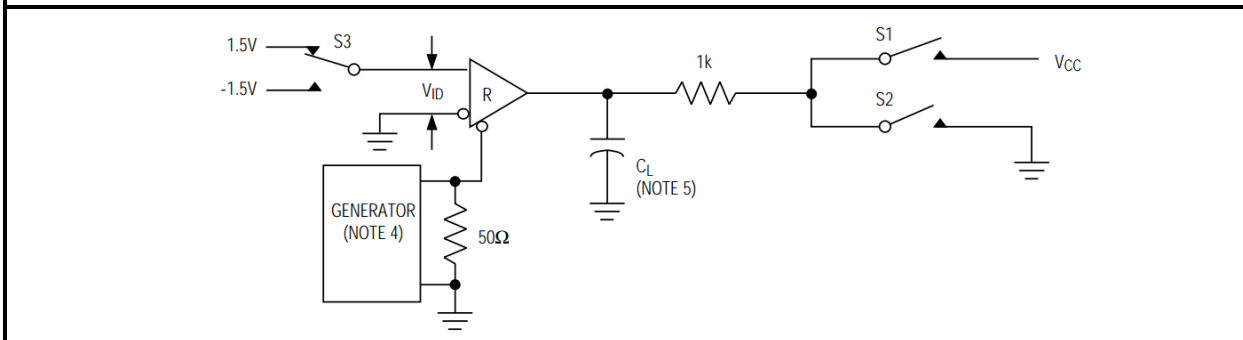 1.5V
S3
-1.5V
VID
R
GENERATOR
(NOTE 4)
50Ω
CL
(NOTE 5)
1k
S1
VCC
S2